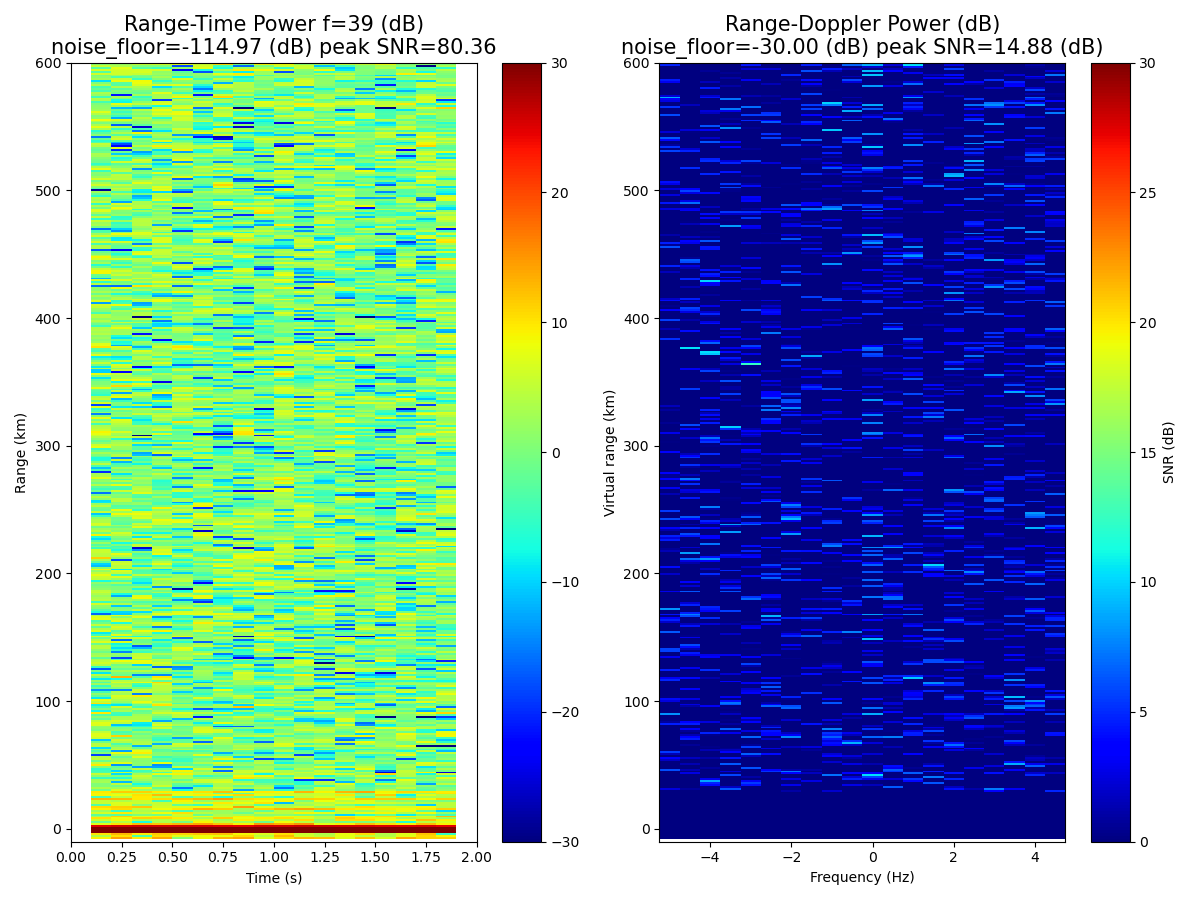 Range-Time Power f=39 (dB)
noise_floor=-114.97 (dB) peak SNR=80.36
Range (km)
600
500
400
300
200
100
0
0.00 0.25 0.50 0.75 1.00 1.25 1.50 1.75 2.00
Time (s)
30
20
10
0
−10
−20
−30
Range-Doppler Power (dB)
noise_floor=-30.00 (dB) peak SNR=14.88 (dB)
Virtual range (km)
600
500
400
300
200
100
0
−4 −2 0 2 4
Frequency (Hz)
30
25
20
15
10
5
0
SNR (dB)